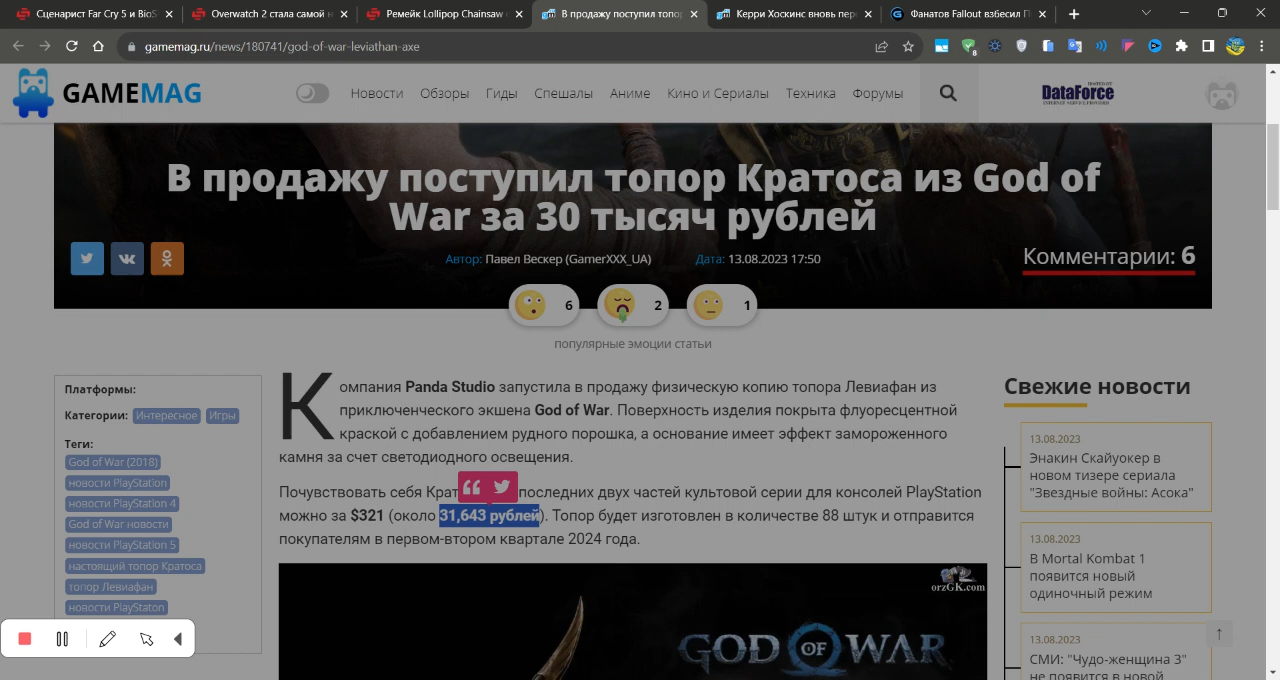 Сценарист Far Cry 5 и BioS
Overwatch 2 стала самой н
Ремейк Lollipop Chainsaw
В продажу поступил топор
Керри Хоскинс вновь пер
Фанатов Fallout взбесил П
gamemag.ru/news/180741/god-of-war-leviathan-axe
8
GAMEMAG
Новости Обзоры Гиды Спешалы Аниме Кино и Сериалы Техника Форумы
DataForce
В продажу поступил топор Кратоса из God of
War за 30 тысяч рублей
Автор: Павел Вескер (GamerXXX_UA) Дата: 13.08.2023 17:50
Комментарии: 6
6 2 1
популярные эмоции статьи
Платформы:
Категории: Интересное Игры
Теги:
God of War (2018)
новости PlayStation
новости PlayStation 4
God of War новости
новости PlayStation 5
настоящий топор Кратоса
топор Левиафан
новости PlayStaton
Компания Panda Studio запустила в продажу физическую копию топора Левиафан из
приключенческого экшена God of War. Поверхность изделия покрыта флуоресцентной
краской с добавлением рудного порошка, а основание имеет эффект замороженного
камня за счет светодиодного освещения.
Почувствовать себя Крат последних двух частей культовой серии для консолей PlayStation
можно за $321 (около 31,643 рублей). Топор будет изготовлен в количестве 88 штук и отправится
покупателям в первом-втором квартале 2024 года.
orzGK.com
GOD OF WAR
Свежие новости
13.08.2023
Энакин Скайуокер в
новом тизере сериала
"Звездные войны: Асока"
13.08.2023
В Mortal Kombat 1
появится новый
одиночный режим
13.08.2023
СМИ: "Чудо-женщина 3"
не появится в новой